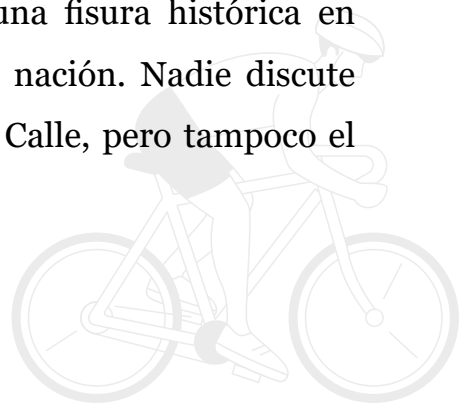 una fisura histórica en
nación. Nadie discute
Calle, pero tampoco el